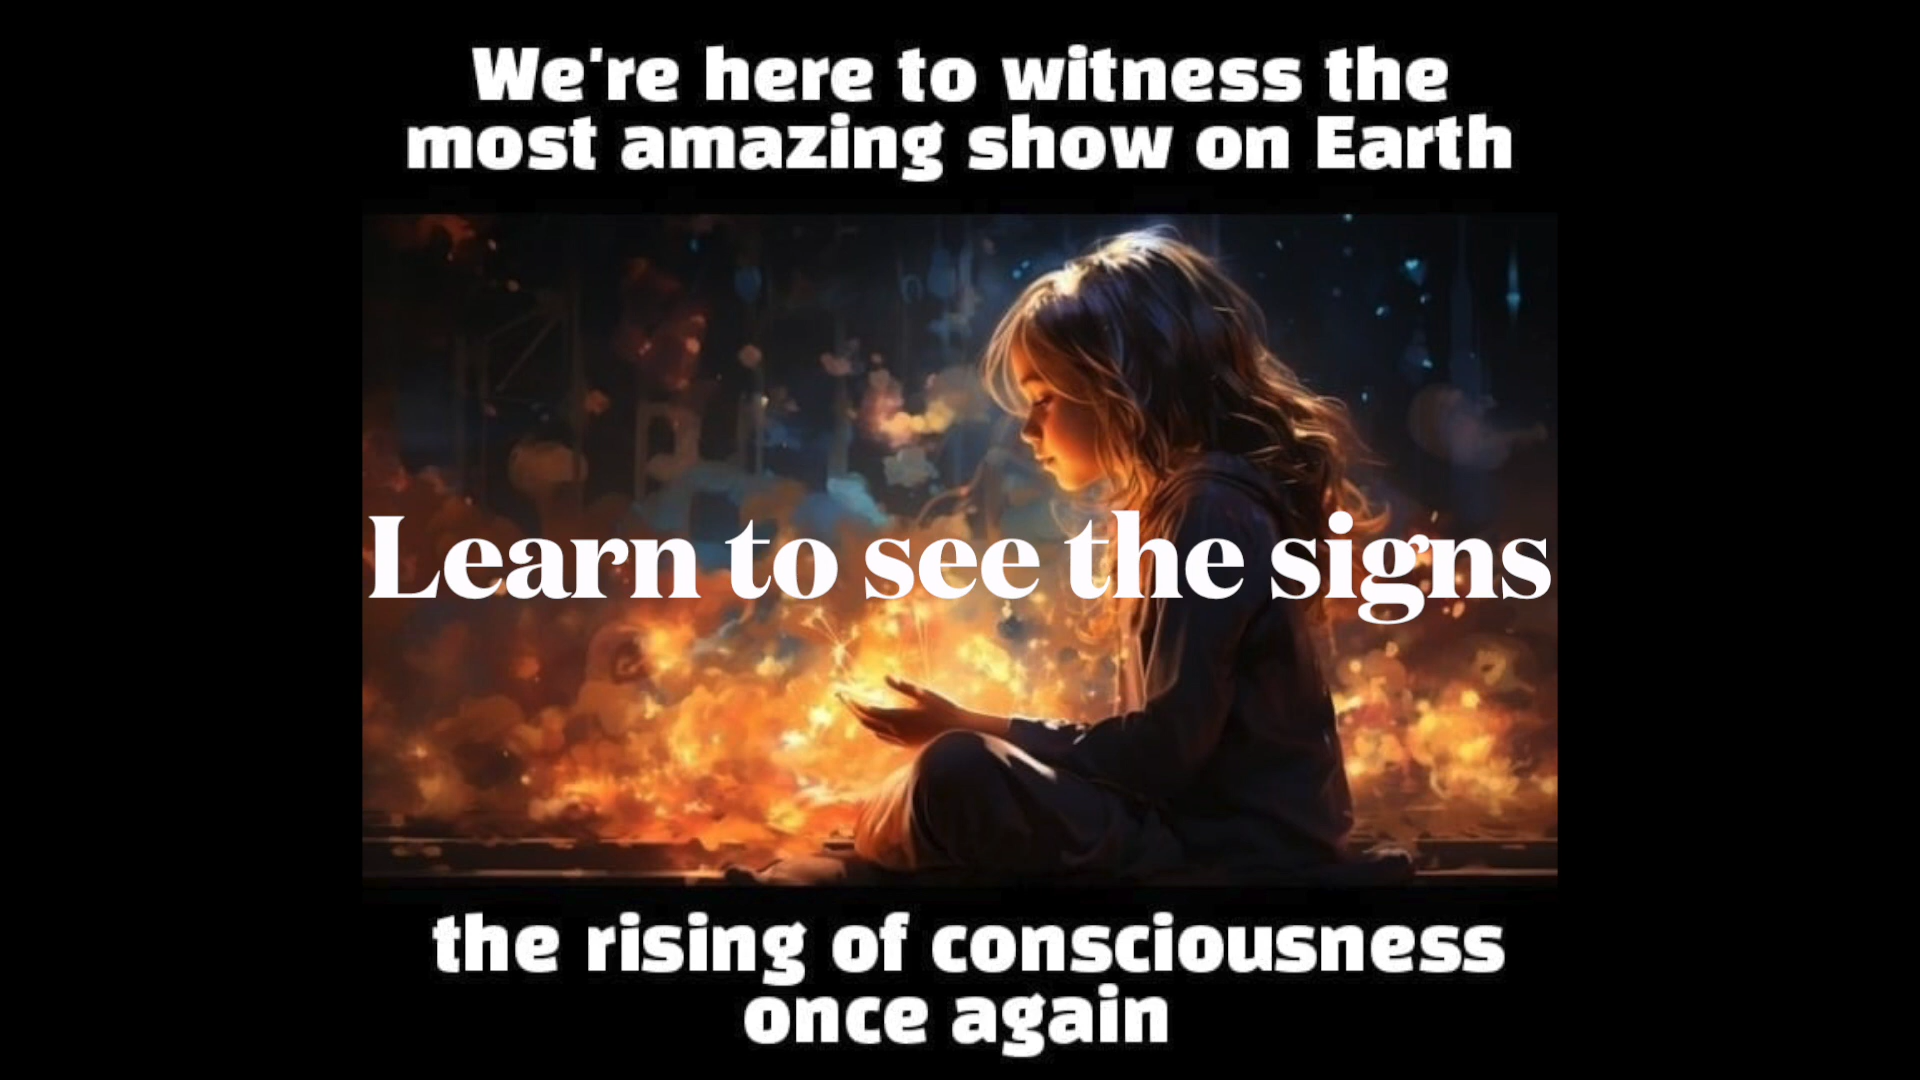 We're here to witness the
most amazing show on Earth
Learn to see the signs
the rising of consciousness
once again